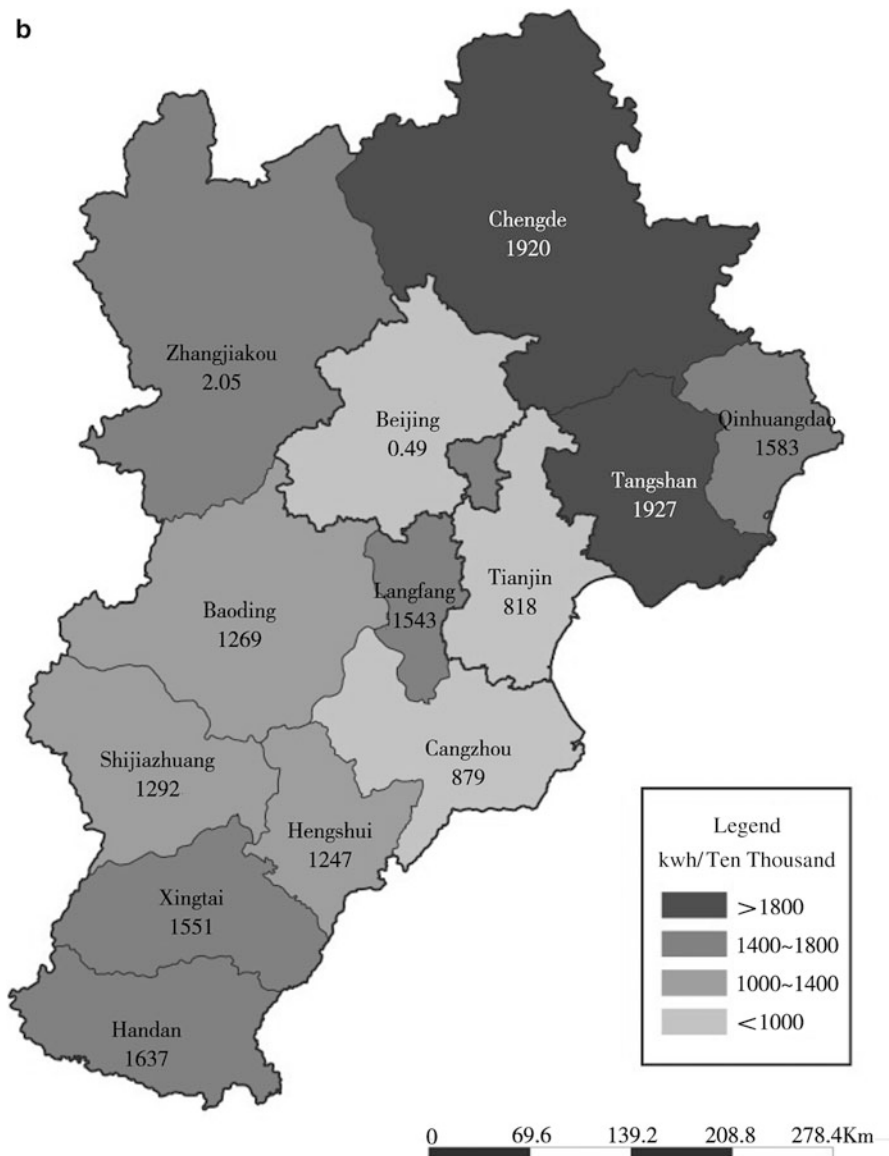 b
Chengde
1920
Zhangjiakou
2.05
Beijing
0.49
Qinhuangdao
1583
Tangshan
1927
Langfang
1543
Tianjin
818
Baoding
1269
Cangzhou
879
Shijiazhuang
1292
Hengshui
1247
Xingtai
1551
Handan
1637
Legend
kwh/Ten Thousand
>1800
1400~1800
1000~1400
<1000
0 69.6 139.2 208.8 278.4Km